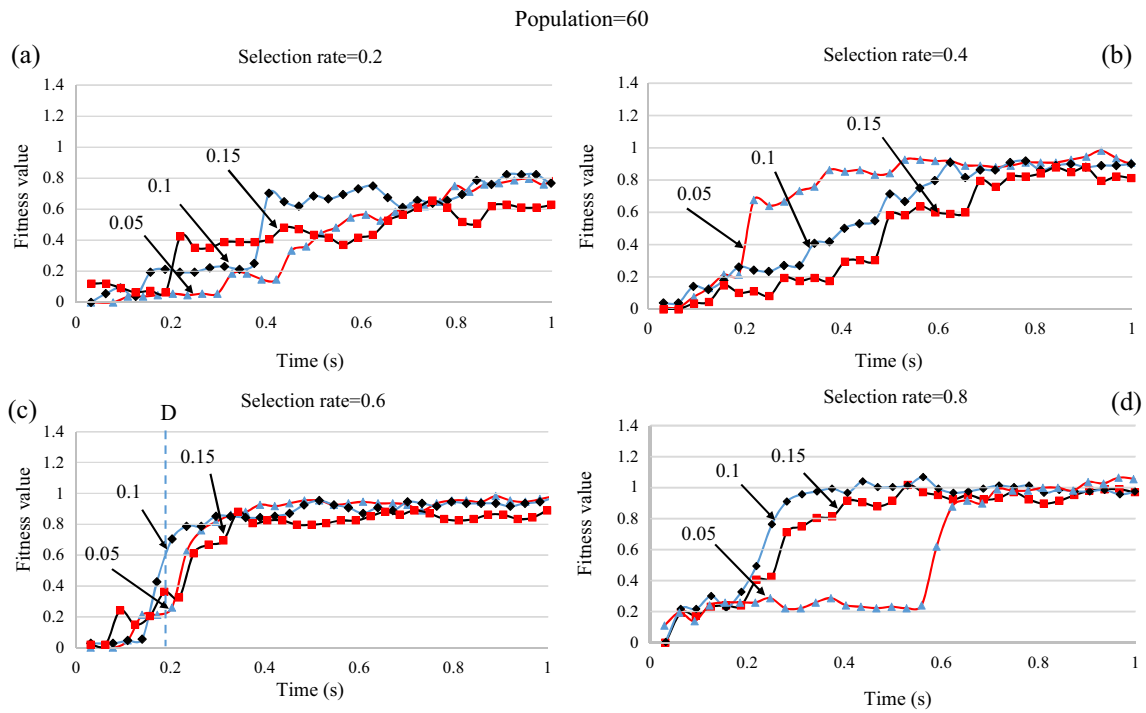 Population=60
(a)
Selection rate=0.2
Fitness value
1.4
1.2
1
0.8
0.6
0.4
0.2
0
0.15
0.1
0.05
0 0.2 0.4 0.6 0.8 1
Time (s)
(b)
Selection rate=0.4
Fitness value
1.4
1.2
1
0.8
0.6
0.4
0.2
0
0.15
0.1
0.05
0 0.2 0.4 0.6 0.8 1
Time (s)
(c)
Selection rate=0.6
D
Fitness value
1.4
1.2
1
0.8
0.6
0.4
0.2
0
0.15
0.1
0.05
0 0.2 0.4 0.6 0.8 1
Time (s)
(d)
Selection rate=0.8
Fitness value
1.4
1.2
1
0.8
0.6
0.4
0.2
0
0.15
0.1
0.05
0 0.2 0.4 0.6 0.8 1
Time (s)